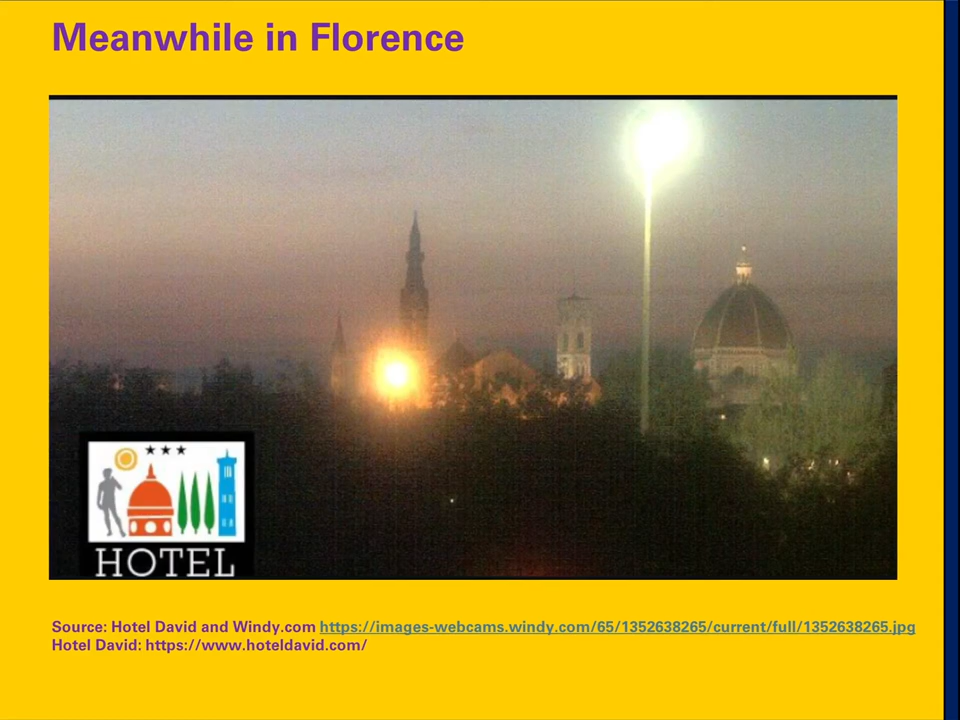 Meanwhile in Florence
HOTEL
Source: Hotel David and Windy.com https://images-webcams.windy.com/65/1352638265/current/full/1352638265.jpg
Hotel David: https://www.hoteldavid.com/